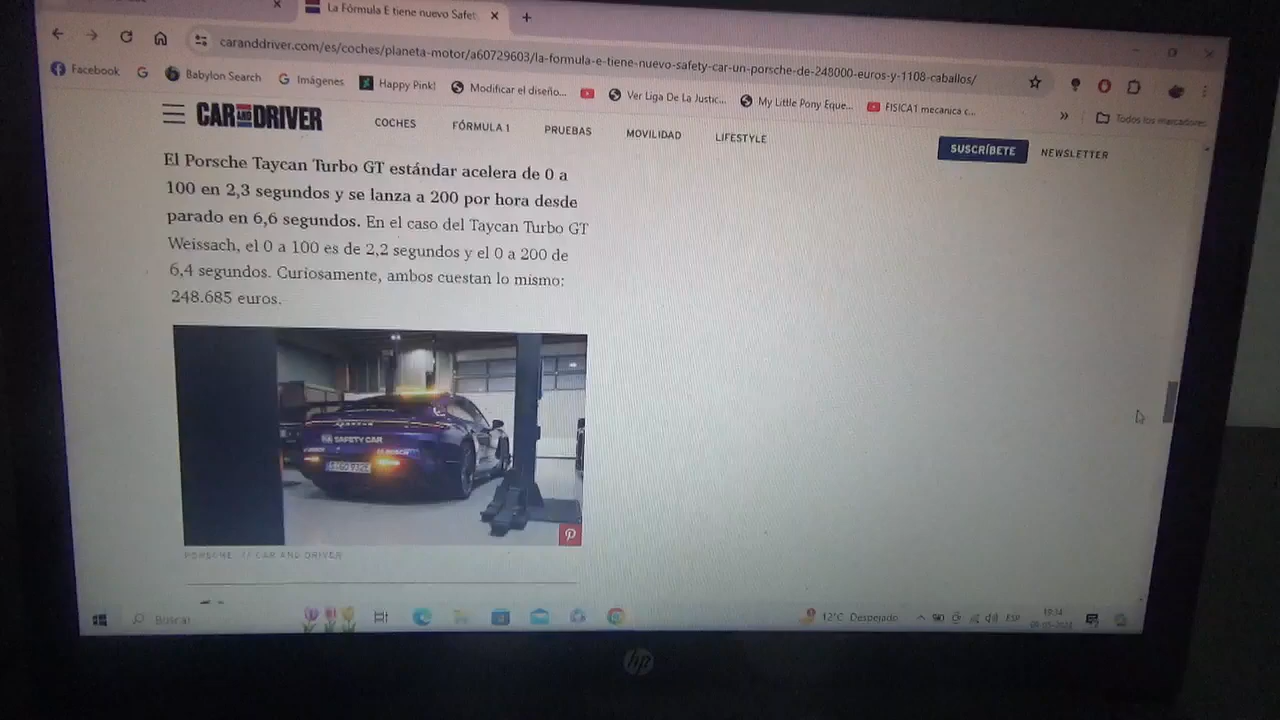 La Fórmula E tiene nuevo Safet
caranddriver.com/es/coches/planeta-motor/a60729603/la-formula-e-tiene-nuevo-safety-car-un-porsche-de-248000-euros-y-1108-caballos/
Facebook
Babylon Search
Imágenes
Happy Pink!
Modificar el diseño...
Ver Liga De La Justic...
My Little Pony Eque...
FISICA1 mecanica c...
»
Todos los marcadores
CAR AND DRIVER
COCHES
FÓRMULA 1
PRUEBAS
MOVILIDAD
LIFESTYLE
SUSCRÍBETE
NEWSLETTER
El Porsche Taycan Turbo GT estándar acelera de 0 a
100 en 2,3 segundos y se lanza a 200 por hora desde
parado en 6,6 segundos. En el caso del Taycan Turbo GT
Weissach, el 0 a 100 es de 2,2 segundos y el 0 a 200 de
6,4 segundos. Curiosamente, ambos cuestan lo mismo:
248.685 euros.
SAFETY CAR
BOSCH
PORSCHE // CAR AND DRIVER
Buscar
12°C Despejado
ESP
19:14
hp